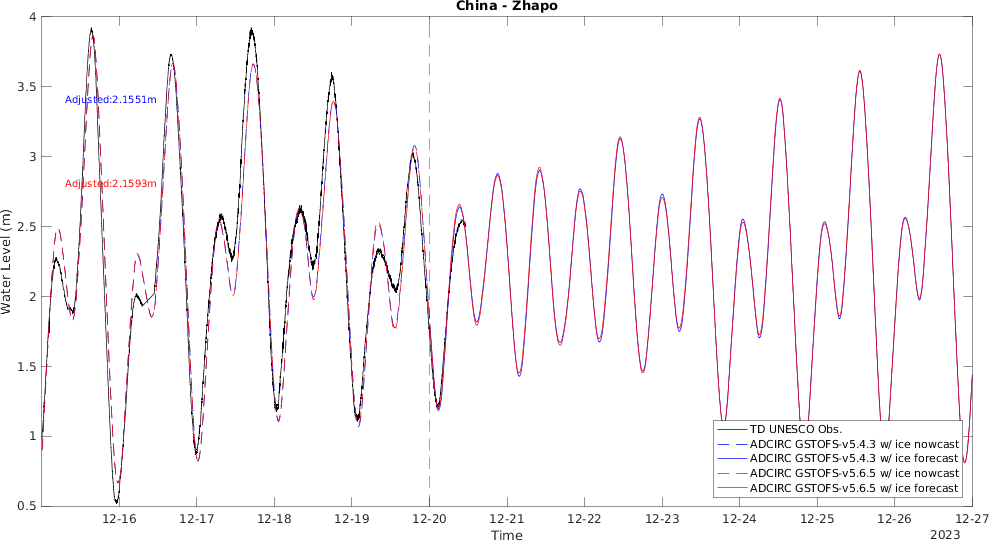 China - Zhapo
4
3.5
3
2.5
2
1.5
1
0.5
Water Level (m)
Adjusted:2.1551m
Adjusted:2.1593m
TD UNESCO Obs.
ADCIRC GSTOFS-v5.4.3 w/ ice nowcast
ADCIRC GSTOFS-v5.4.3 w/ ice forecast
ADCIRC GSTOFS-v5.6.5 w/ ice nowcast
ADCIRC GSTOFS-v5.6.5 w/ ice forecast
12-16 12-17 12-18 12-19 12-20 12-21 12-22 12-23 12-24 12-25 12-26 12-27
Time
2023